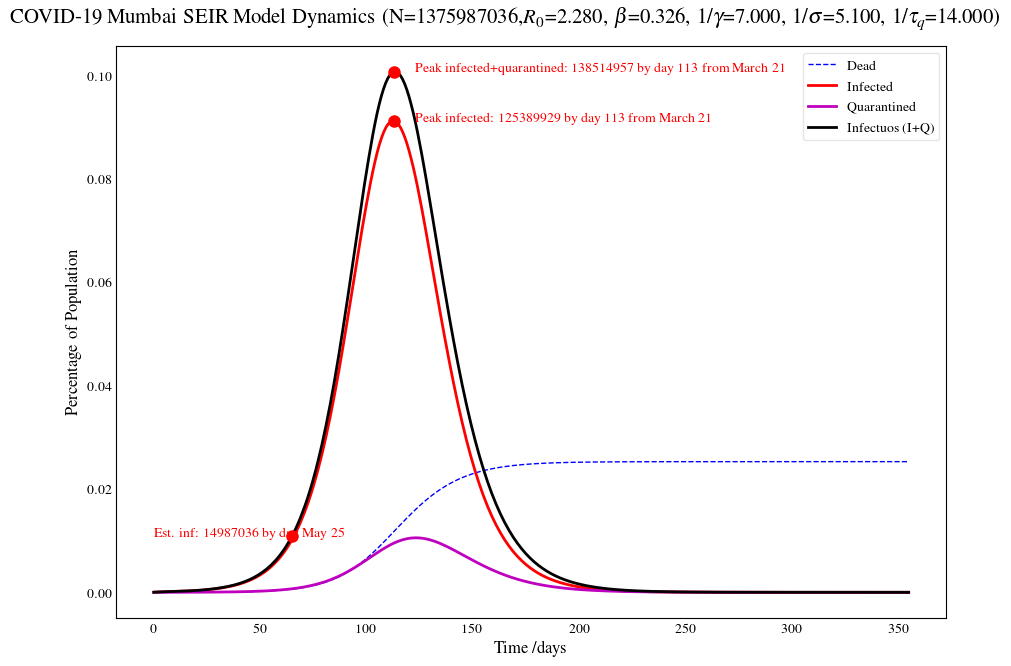 COVID-19 Mumbai SEIR Model Dynamics (N=1375987036,R₀=2.280, β=0.326, 1/γ=7.000, 1/σ=5.100, 1/τq=14.000)
Peak infected+quarantined: 138514957 by day 113 from March 21
Peak infected: 125389929 by day 113 from March 21
Dead
Infected
Quarantined
Infectuos (I+Q)
Est. inf: 14987036 by day May 25
Percentage of Population
0.10
0.08
0.06
0.04
0.02
0.00
0 50 100 150 200 250 300 350
Time /days